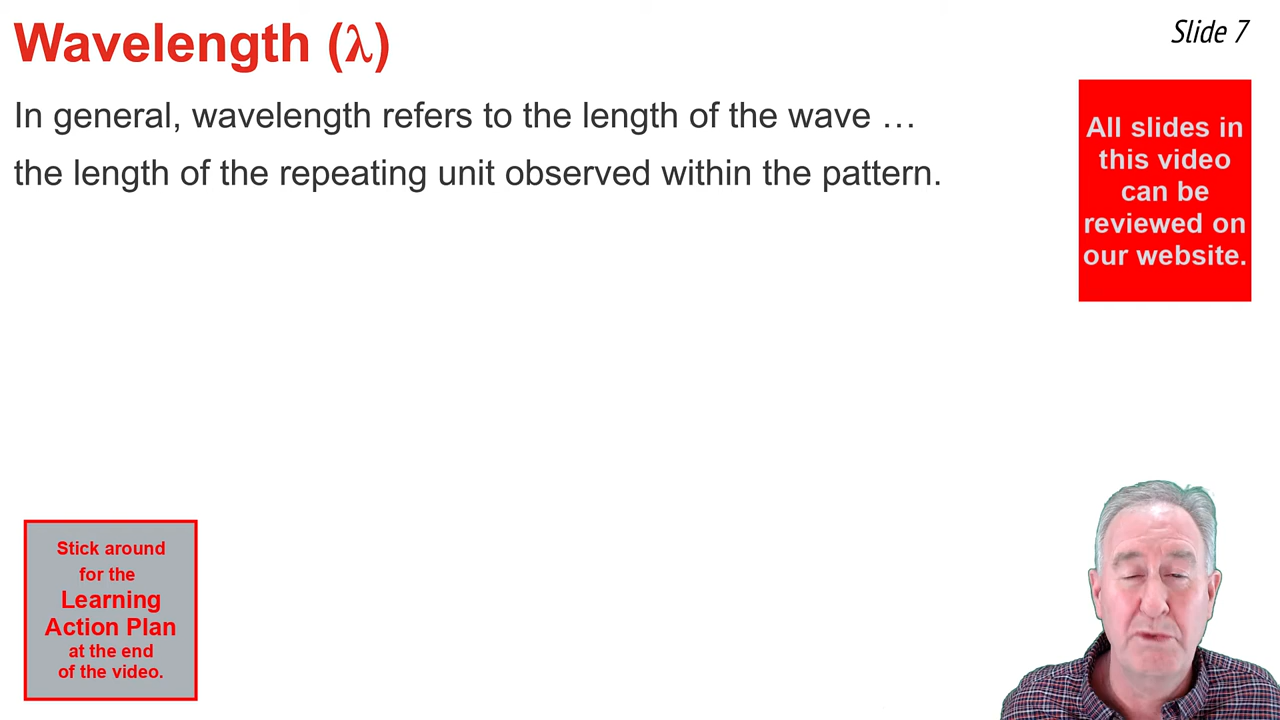 Wavelength (λ)
Slide 7
In general, wavelength refers to the length of the wave …
the length of the repeating unit observed within the pattern.
All slides in
this video
can be
reviewed on
our website.
Stick around
for the
Learning
Action Plan
at the end
of the video.